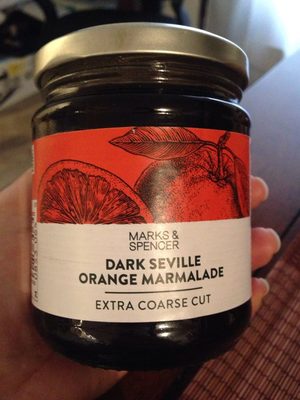 MARKS &
SPENCER
DARK SEVILLE
ORANGE MARMALADE
EXTRA COARSE CUT